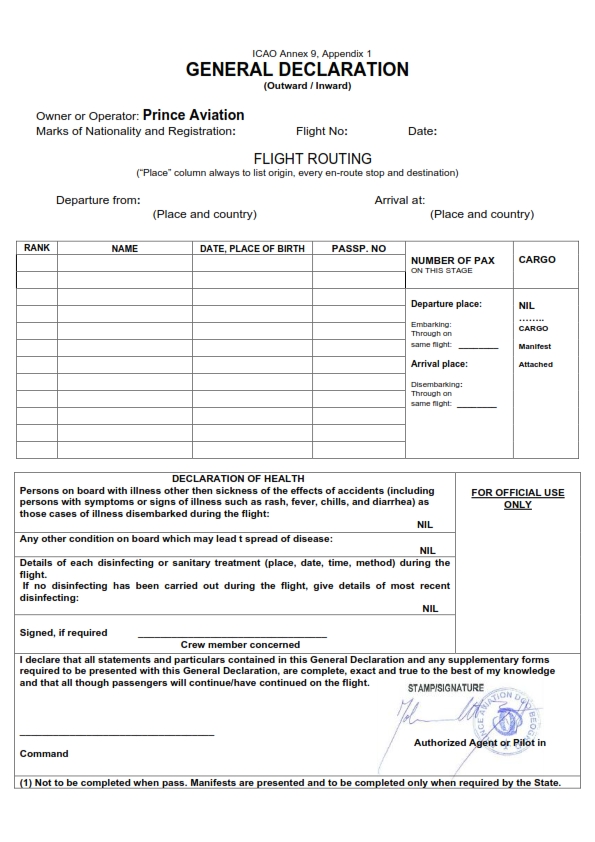 ICAO Annex 9, Appendix 1
GENERAL DECLARATION
(Outward / Inward)
Owner or Operator: Prince Aviation
Marks of Nationality and Registration: Flight No: Date:
FLIGHT ROUTING
(“Place” column always to list origin, every en-route stop and destination)
Departure from: Arrival at:
(Place and country) (Place and country)
RANK NAME DATE, PLACE OF BIRTH PASSP. NO
NUMBER OF PAX
ON THIS STAGE
CARGO
Departure place:
Embarking:
Through on
same flight: ________
Arrival place:
Disembarking:
Through on
same flight: ________
NIL
........
CARGO
Manifest
Attached
DECLARATION OF HEALTH
Persons on board with illness other then sickness of the effects of accidents (including
persons with symptoms or signs of illness such as rash, fever, chills, and diarrhea) as
those cases of illness disembarked during the flight:
NIL
Any other condition on board which may lead t spread of disease:
NIL
Details of each disinfecting or sanitary treatment (place, date, time, method) during the
flight.
If no disinfecting has been carried out during the flight, give details of most recent
disinfecting:
NIL
Signed, if required ________________________________
Crew member concerned
FOR OFFICIAL USE
ONLY
I declare that all statements and particulars contained in this General Declaration and any supplementary forms
required to be presented with this General Declaration, are complete, exact and true to the best of my knowledge
and that all though passengers will continue/have continued on the flight.
STAMP/SIGNATURE
_________________________________
Authorized Agent or Pilot in
Command
(1) Not to be completed when pass. Manifests are presented and to be completed only when required by the State.